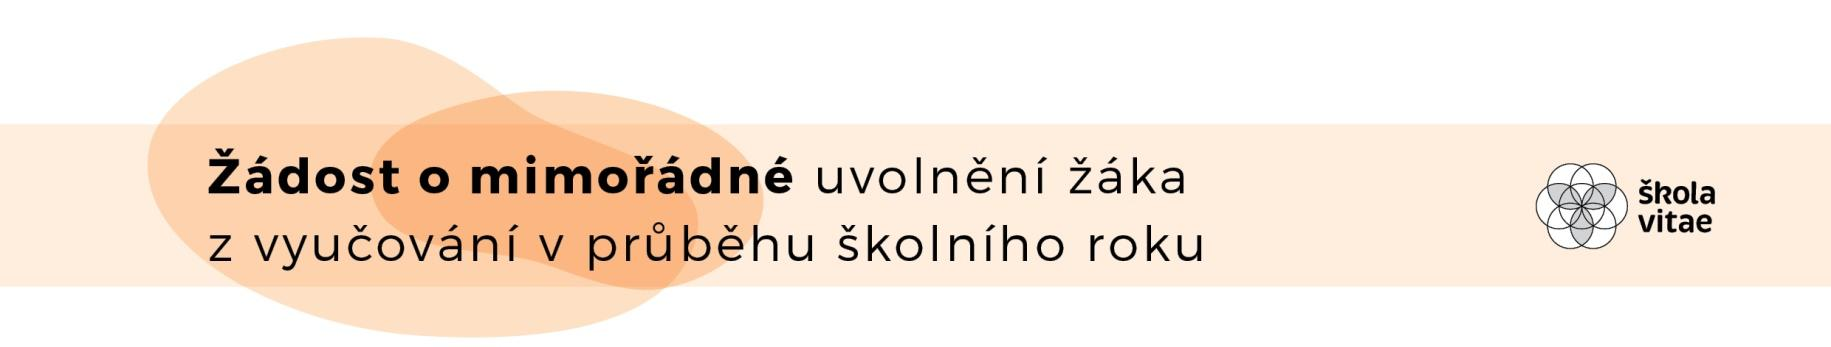 Žádost o mimořádné uvolnění žáka
z vyučování v průběhu školního roku
škola
vitae